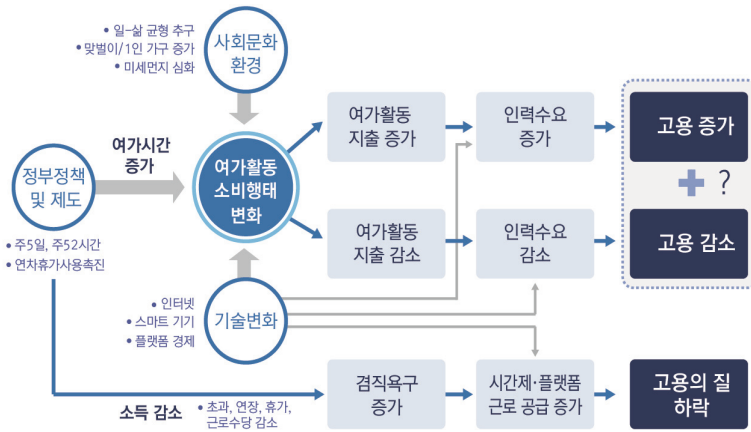 • 일-삶 균형 추구
• 맞벌이/1인 가구 증가
• 미세먼지 심화
사회문화
환경
여가시간
증가
정부정책
및 제도
• 주5일, 주52시간
• 연차휴가사용촉진
여가활동
소비행태
변화
여가활동
지출 증가
인력수요
증가
고용 증가
+ ?
여가활동
지출 감소
인력수요
감소
고용 감소
• 인터넷
• 스마트 기기
• 플랫폼 경제
기술변화
소득 감소
• 초과, 연장, 휴가,
근로수당 감소
겸직욕구
증가
시간제·플랫폼
근로 공급 증가
고용의 질
하락